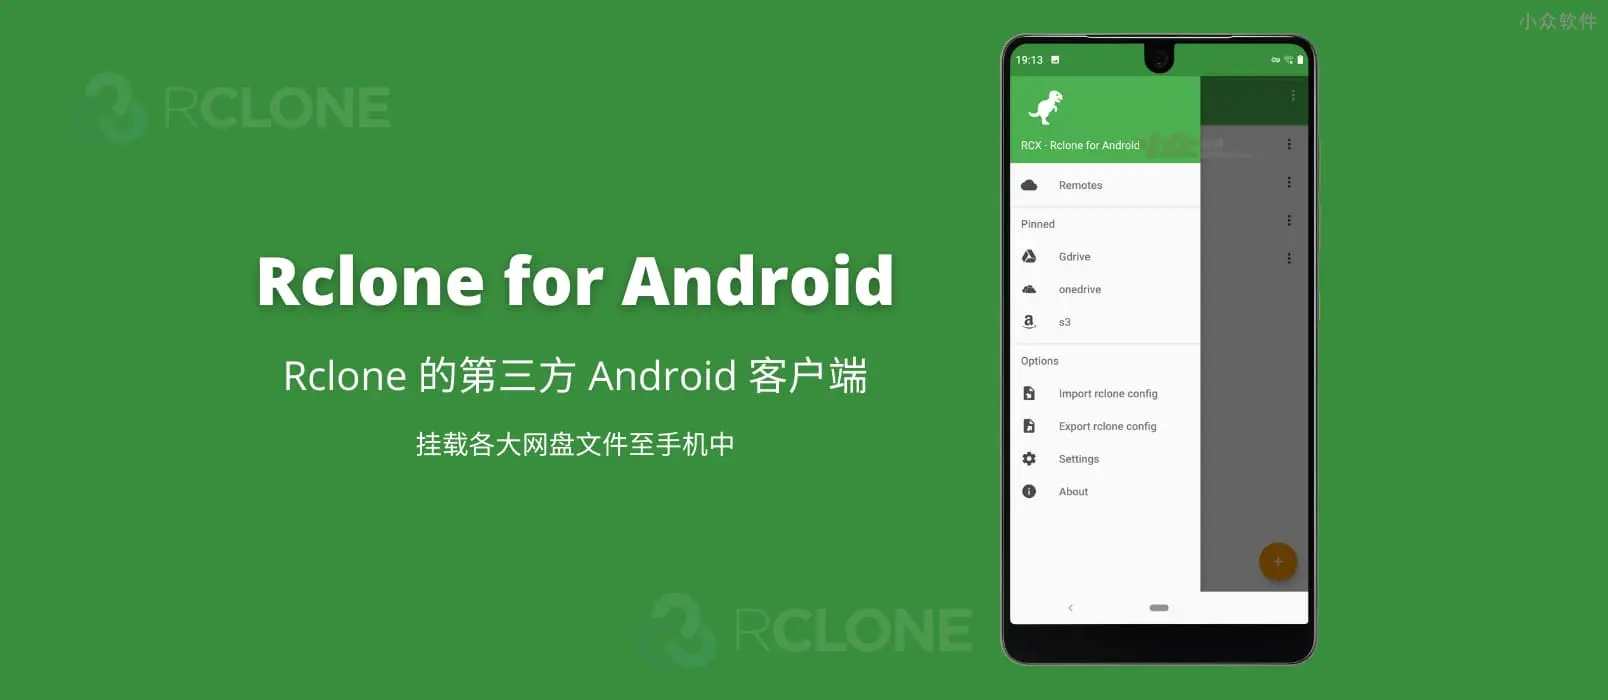 小众软件
RCLONE
Rclone for Android
Rclone 的第三方 Android 客户端
挂载各大网盘文件至手机中
RCLONE
19:13
RCX - Rclone for Android
Remotes
Pinned
Gdrive
onedrive
s3
Options
Import rclone config
Export rclone config
Settings
About